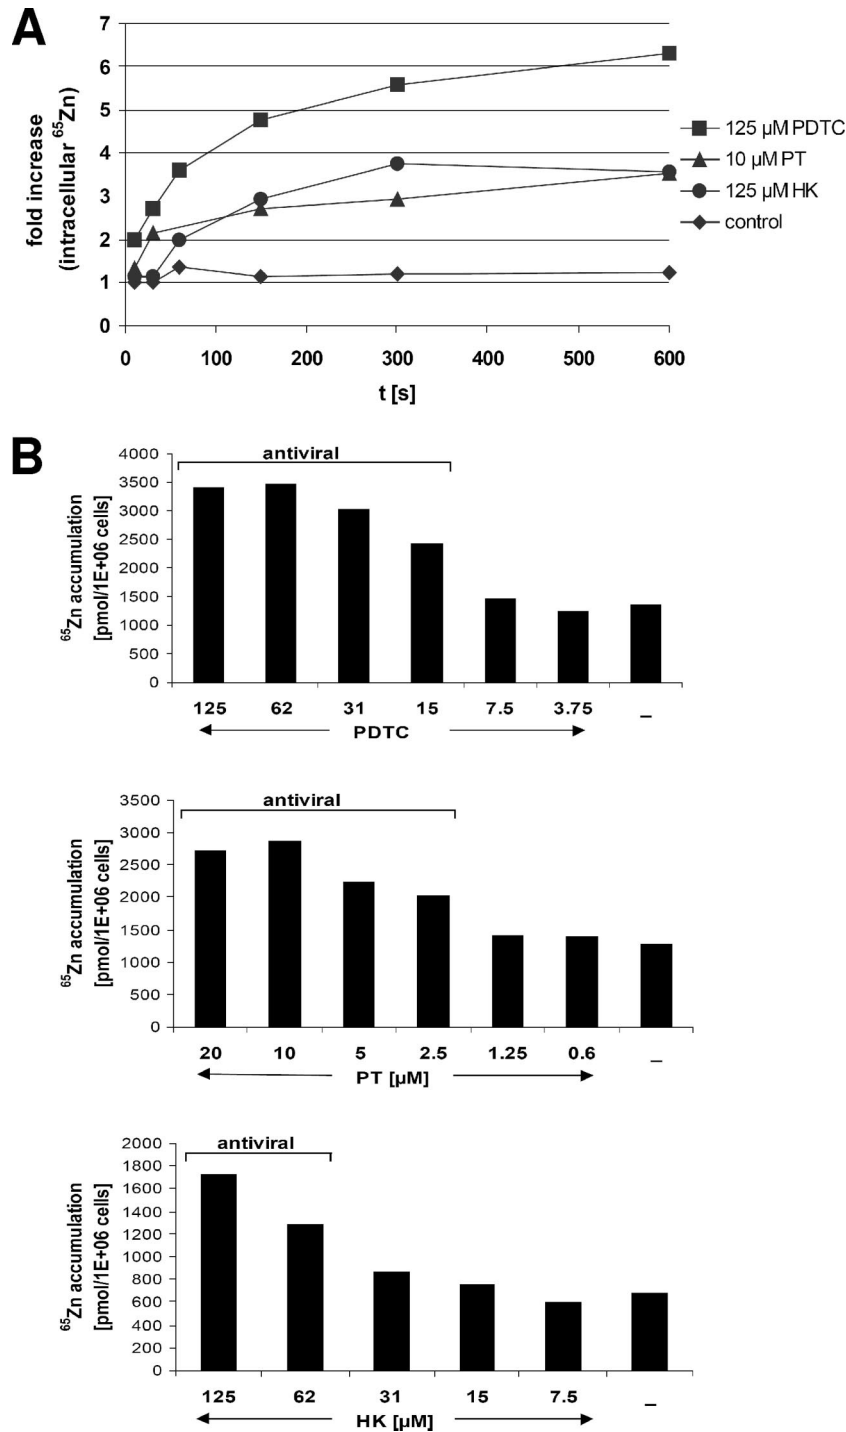 A
fold increase
(intracellular ⁶⁵Zn)
7
6
5
4
3
2
1
0
0 100 200 300 400 500 600
t [s]
125 µM PDTC
10 µM PT
125 µM HK
control
B
antiviral
⁶⁵Zn accumulation
[pmol/1E+06 cells]
4000
3500
3000
2500
2000
1500
1000
500
0
125 62 31 15 7.5 3.75 _
PDTC
antiviral
⁶⁵Zn accumulation
[pmol/1E+06 cells]
3500
3000
2500
2000
1500
1000
500
0
20 10 5 2.5 1.25 0.6 _
PT [µM]
antiviral
⁶⁵Zn accumulation
[pmol/1E+06 cells]
2000
1800
1600
1400
1200
1000
800
600
400
200
0
125 62 31 15 7.5 _
HK [µM]